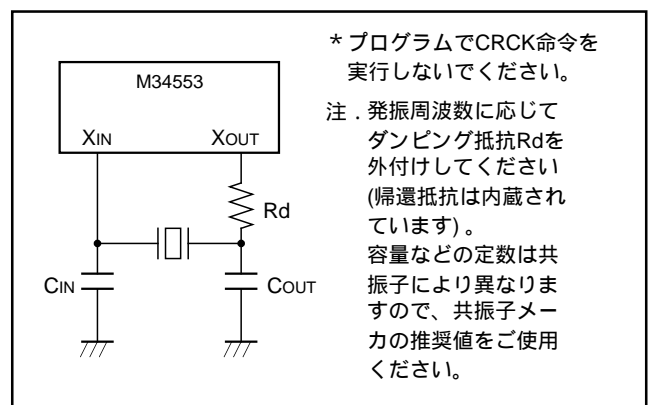 M34553
XIN
XOUT
Rd
CIN
COUT
＊プログラムでCRCK命令を
実行しないでください。
注．発振周波数に応じて
ダンピング抵抗Rdを
外付けしてください
(帰還抵抗は内蔵され
ています)。
容量などの定数は共
振子により異なりま
すので、共振子メー
カの推奨値をご使用
ください。